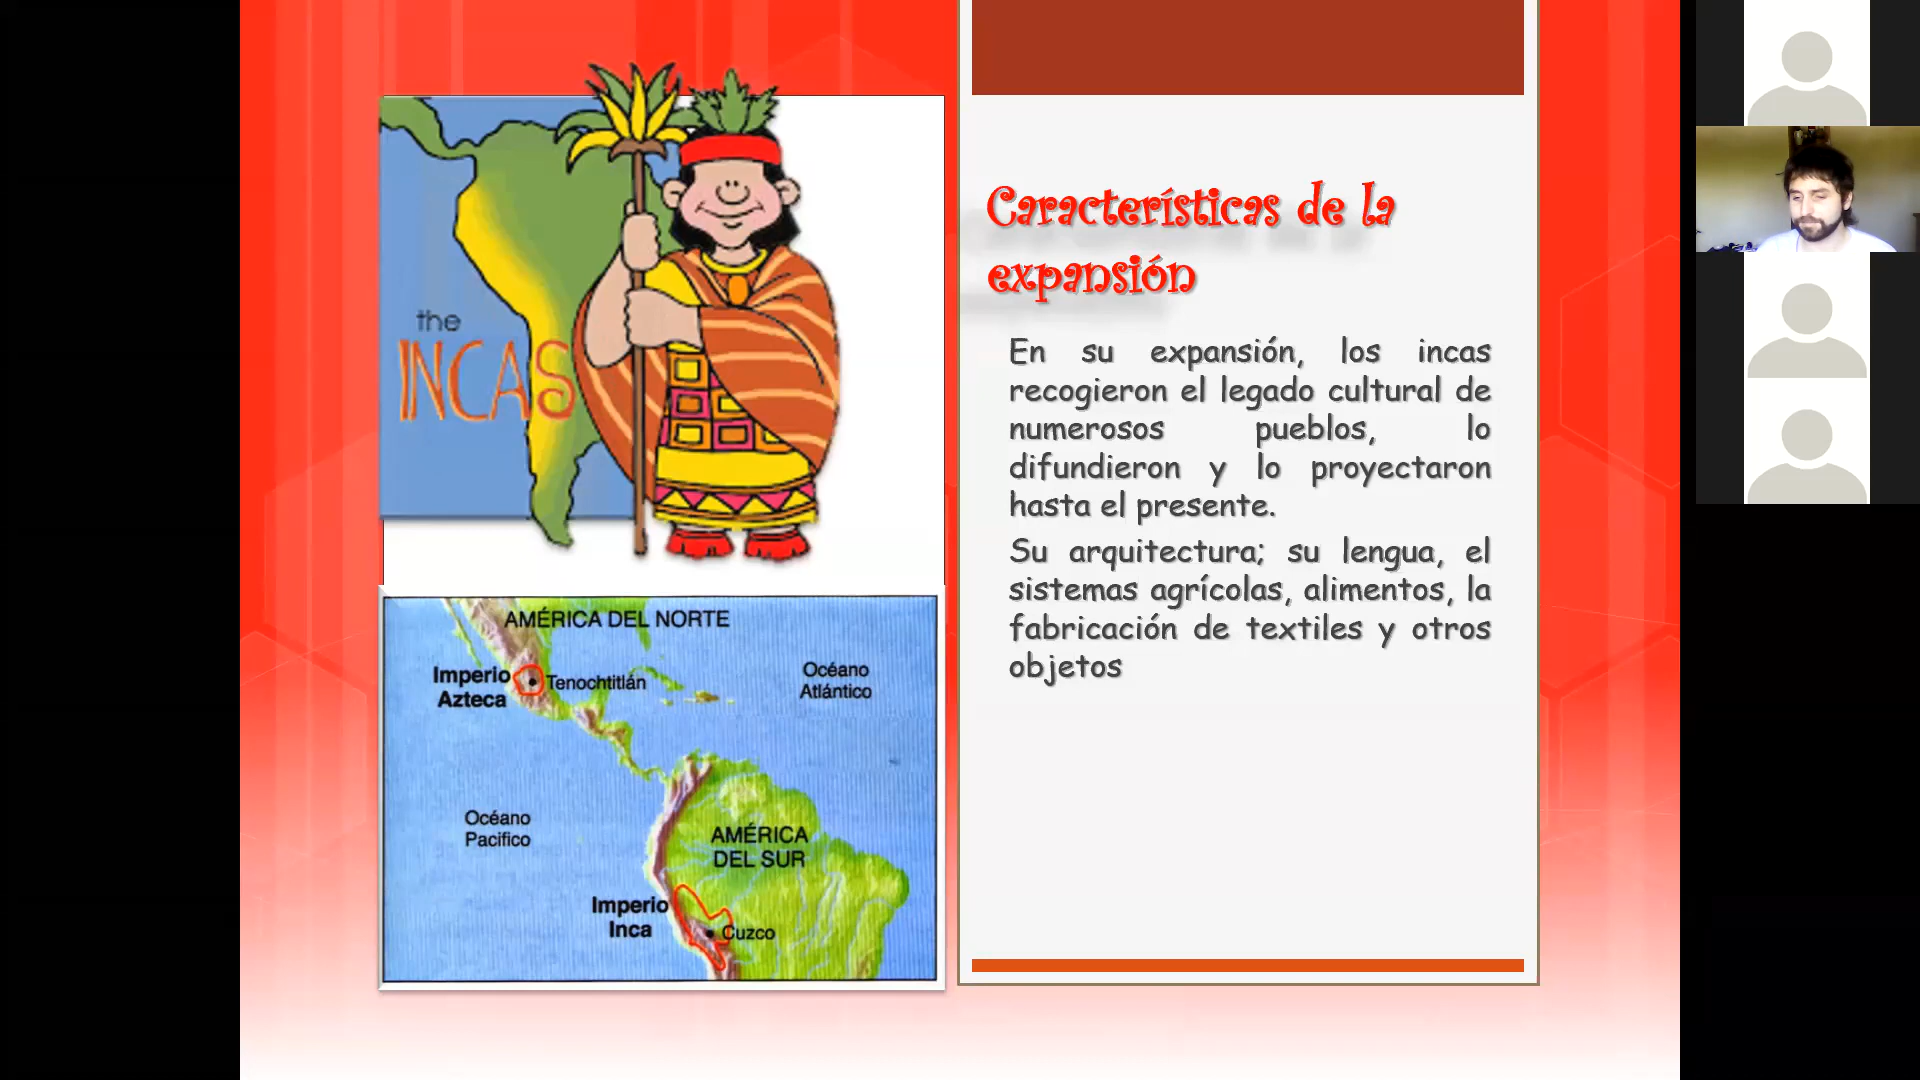 the
INCAS
AMÉRICA DEL NORTE
Imperio
Azteca
Tenochtitlán
Océano
Atlántico
Océano
Pacifico
AMÉRICA
DEL SUR
Imperio
Inca
Cuzco
Características de la
expansión
En su expansión, los incas
recogieron el legado cultural de
numerosos pueblos, lo
difundieron y lo proyectaron
hasta el presente.
Su arquitectura; su lengua, el
sistemas agrícolas, alimentos, la
fabricación de textiles y otros
objetos